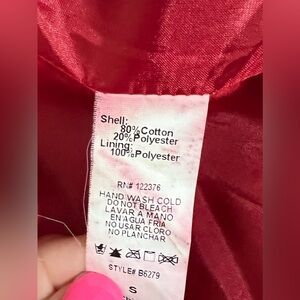 Shell:
80%Cotton
20%Polyester
Lining:
100%Polyester
RN# 122376
HAND WASH COLD
DO NOT BLEACH
LAVAR A MANO
EN AGUA FRIA
NO USAR CLORO
NO PLANCHAR
STYLE# B6279
S